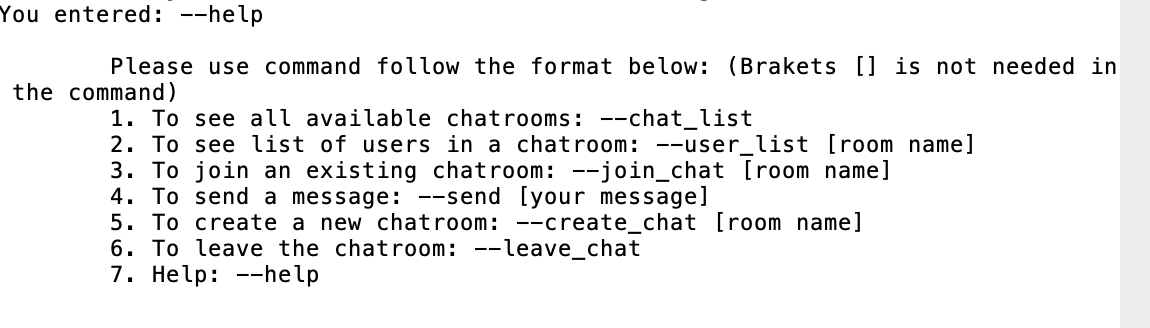 You entered: --help
Please use command follow the format below: (Brakets [] is not needed in
the command)
1. To see all available chatrooms: --chat_list
2. To see list of users in a chatroom: --user_list [room name]
3. To join an existing chatroom: --join_chat [room name]
4. To send a message: --send [your message]
5. To create a new chatroom: --create_chat [room name]
6. To leave the chatroom: --leave_chat
7. Help: --help